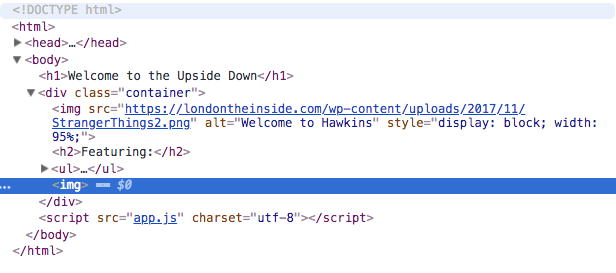 <!DOCTYPE html>
<html>
▶<head>…</head>
▼<body>
<h1>Welcome to the Upside Down</h1>
▼<div class="container">
<img src="https://londontheinside.com/wp-content/uploads/2017/11/
StrangerThings2.png" alt="Welcome to Hawkins" style="display: block; width:
95%;">
<h2>Featuring:</h2>
▶<ul>…</ul>
… <img> == $0
</div>
<script src="app.js" charset="utf-8"></script>
</body>
</html>